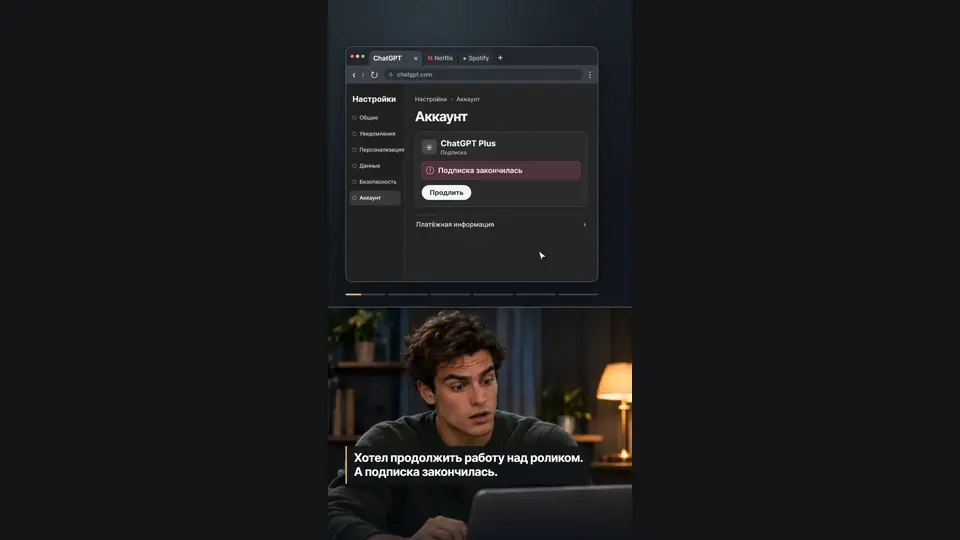 ChatGPT
Netflix
Spotify
chatgpt.com
Настройки
Общие
Уведомления
Персонализация
Данные
Безопасность
Аккаунт
Настройки › Аккаунт
Аккаунт
ChatGPT Plus
Подписка
Подписка закончилась
Продлить
Платёжная информация
Хотел продолжить работу над роликом.
А подписка закончилась.